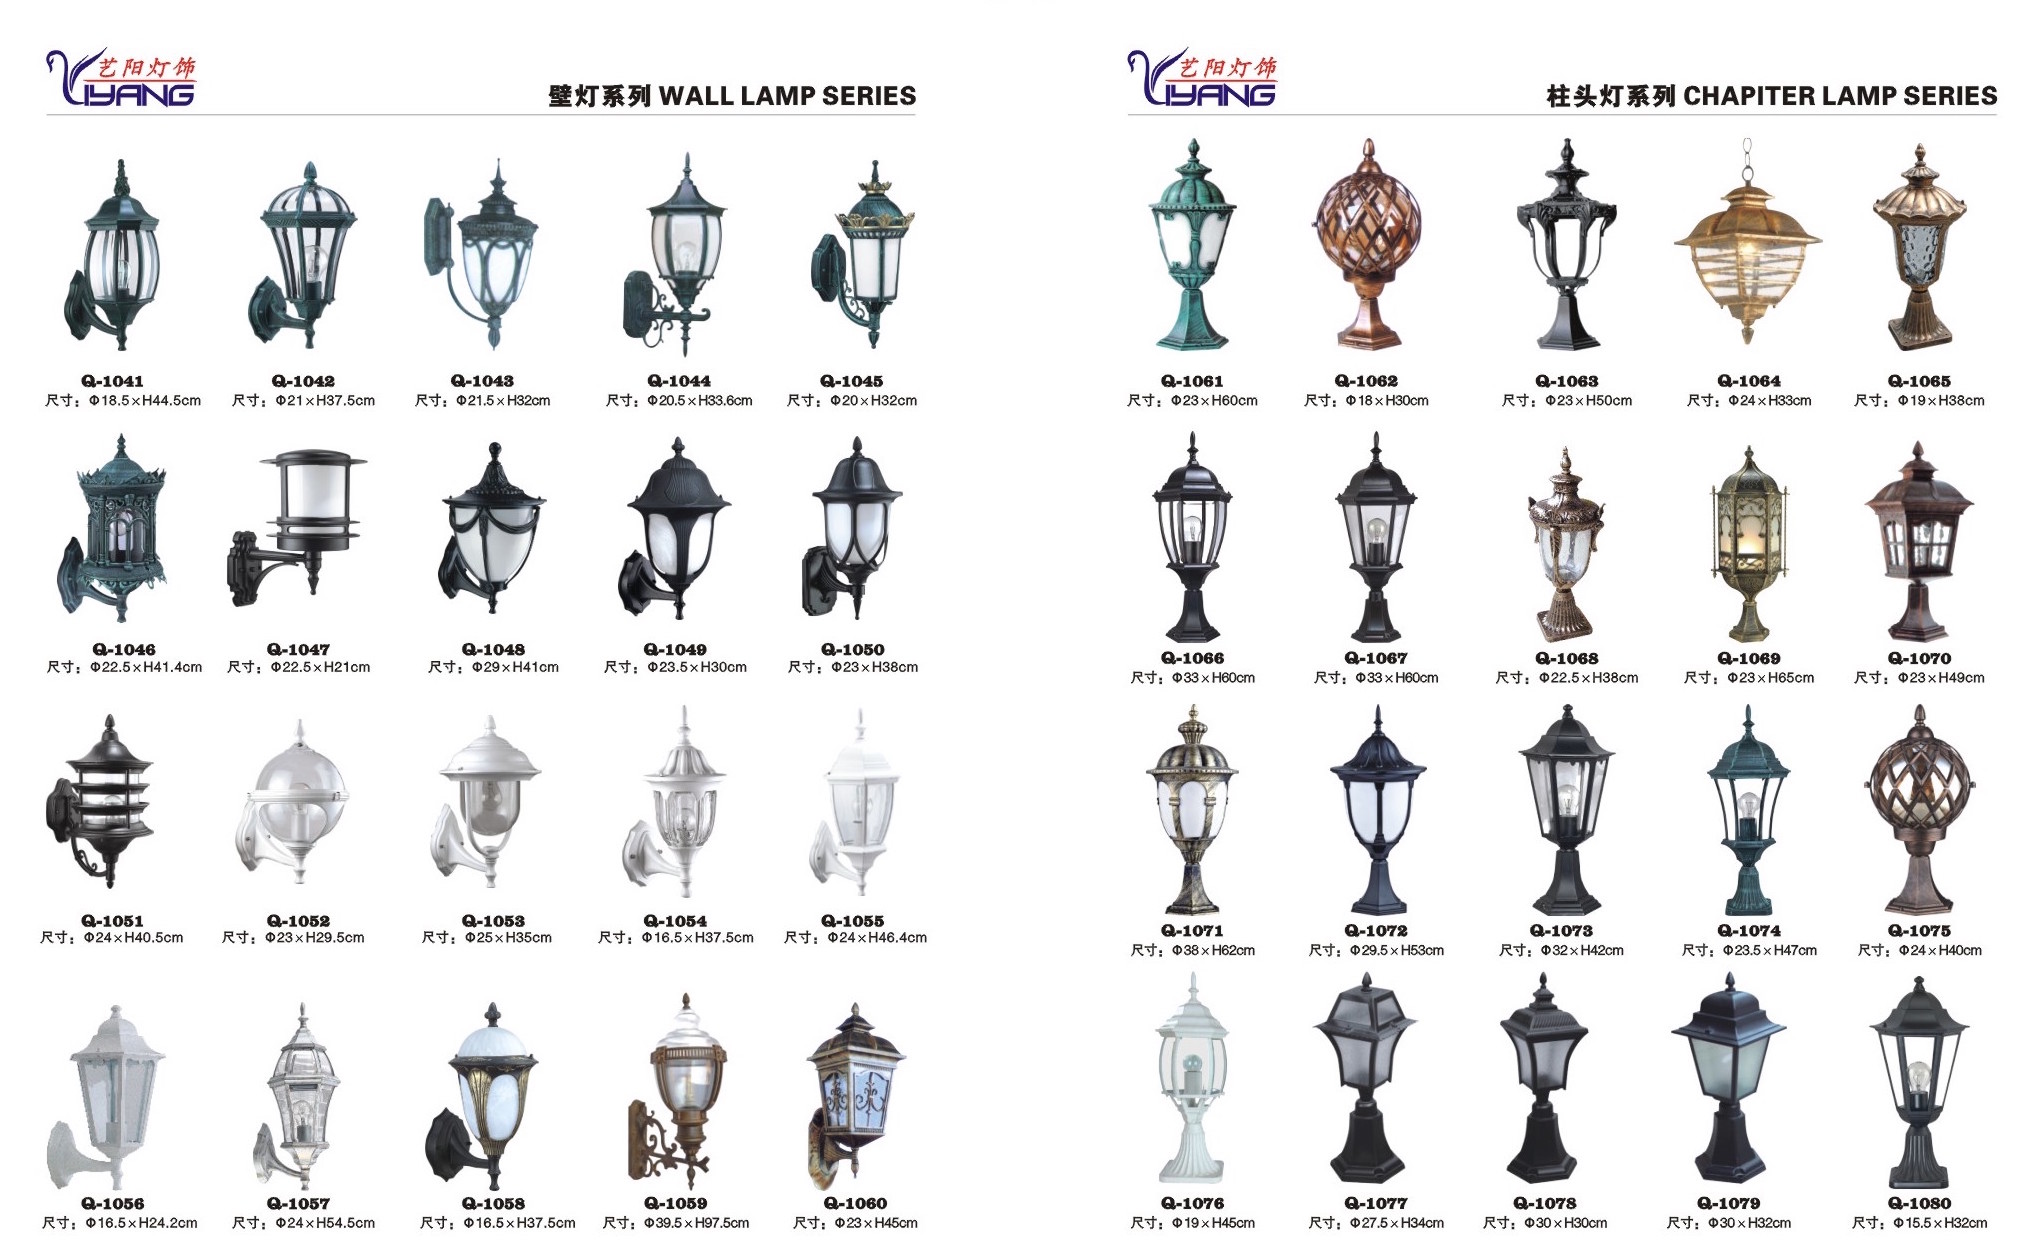 艺阳灯饰
YIYANG
壁灯系列 WALL LAMP SERIES
Q-1041 Q-1042 Q-1043 Q-1044 Q-1045
尺寸：Φ18.5×H44.5cm 尺寸：Φ21×H37.5cm 尺寸：Φ21.5×H32cm 尺寸：Φ20.5×H33.6cm 尺寸：Φ20×H32cm
Q-1046 Q-1047 Q-1048 Q-1049 Q-1050
尺寸：Φ22.5×H41.4cm 尺寸：Φ22.5×H21cm 尺寸：Φ29×H41cm 尺寸：Φ23.5×H30cm 尺寸：Φ23×H38cm
Q-1051 Q-1052 Q-1053 Q-1054 Q-1055
尺寸：Φ24×H40.5cm 尺寸：Φ23×H29.5cm 尺寸：Φ25×H35cm 尺寸：Φ16.5×H37.5cm 尺寸：Φ24×H46.4cm
Q-1056 Q-1057 Q-1058 Q-1059 Q-1060
尺寸：Φ16.5×H24.2cm 尺寸：Φ24×H54.5cm 尺寸：Φ16.5×H37.5cm 尺寸：Φ39.5×H97.5cm 尺寸：Φ23×H45cm
艺阳灯饰
YIYANG
柱头灯系列 CHAPITER LAMP SERIES
Q-1061 Q-1062 Q-1063 Q-1064 Q-1065
尺寸：Φ23×H60cm 尺寸：Φ18×H30cm 尺寸：Φ23×H50cm 尺寸：Φ24×H33cm 尺寸：Φ19×H38cm
Q-1066 Q-1067 Q-1068 Q-1069 Q-1070
尺寸：Φ33×H60cm 尺寸：Φ33×H60cm 尺寸：Φ22.5×H38cm 尺寸：Φ23×H65cm 尺寸：Φ23×H49cm
Q-1071 Q-1072 Q-1073 Q-1074 Q-1075
尺寸：Φ38×H62cm 尺寸：Φ29.5×H53cm 尺寸：Φ32×H42cm 尺寸：Φ23.5×H47cm 尺寸：Φ24×H40cm
Q-1076 Q-1077 Q-1078 Q-1079 Q-1080
尺寸：Φ19×H45cm 尺寸：Φ27.5×H34cm 尺寸：Φ30×H30cm 尺寸：Φ30×H32cm 尺寸：Φ15.5×H32cm